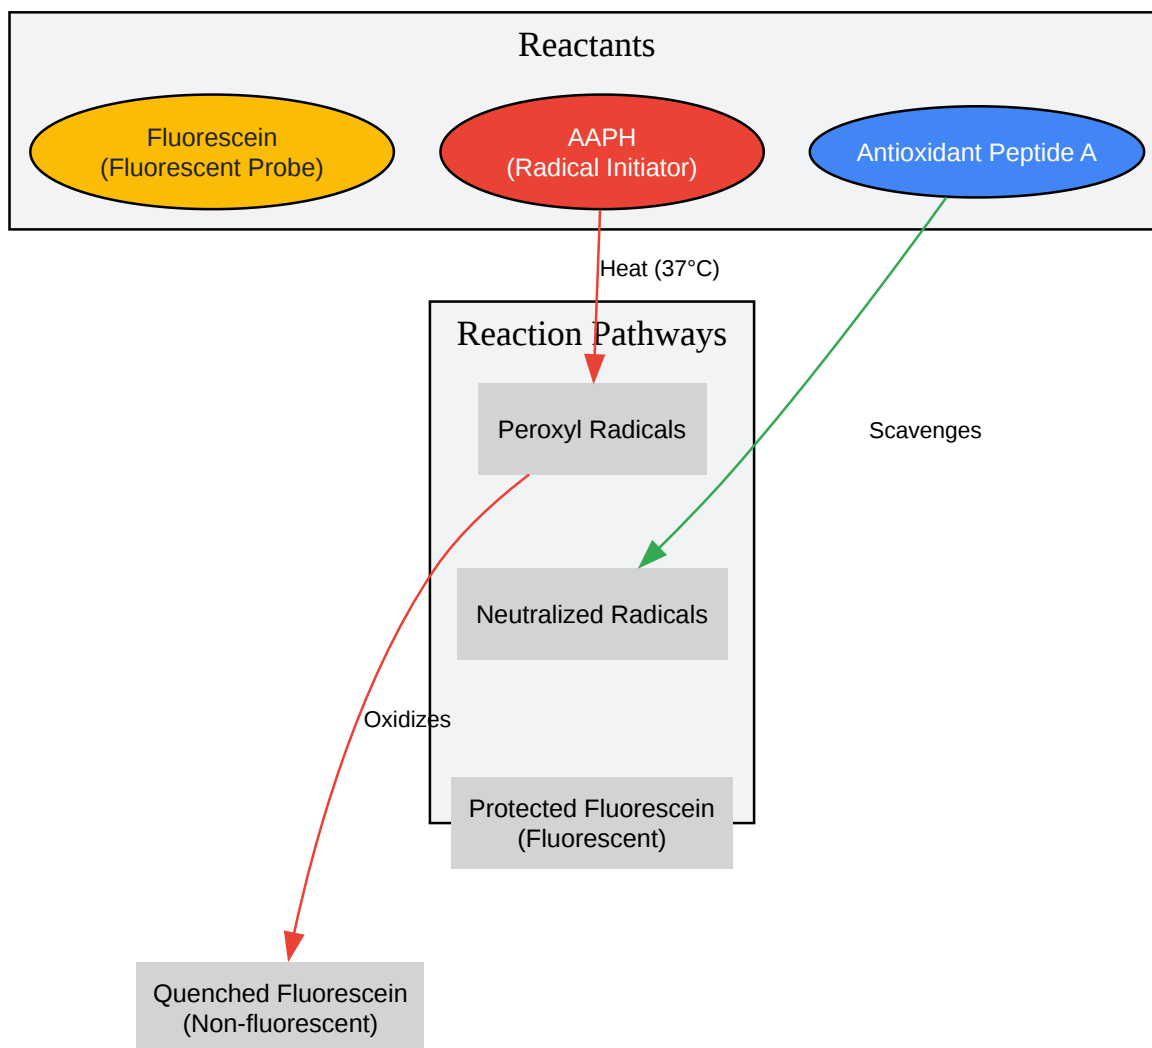 Reactants
Fluorescein
(Fluorescent Probe)
AAPH
(Radical Initiator)
Antioxidant Peptide A
Heat (37°C)
Reaction Pathways
Peroxyl Radicals
Scavenges
Neutralized Radicals
Oxidizes
Protected Fluorescein
(Fluorescent)
Quenched Fluorescein
(Non-fluorescent)